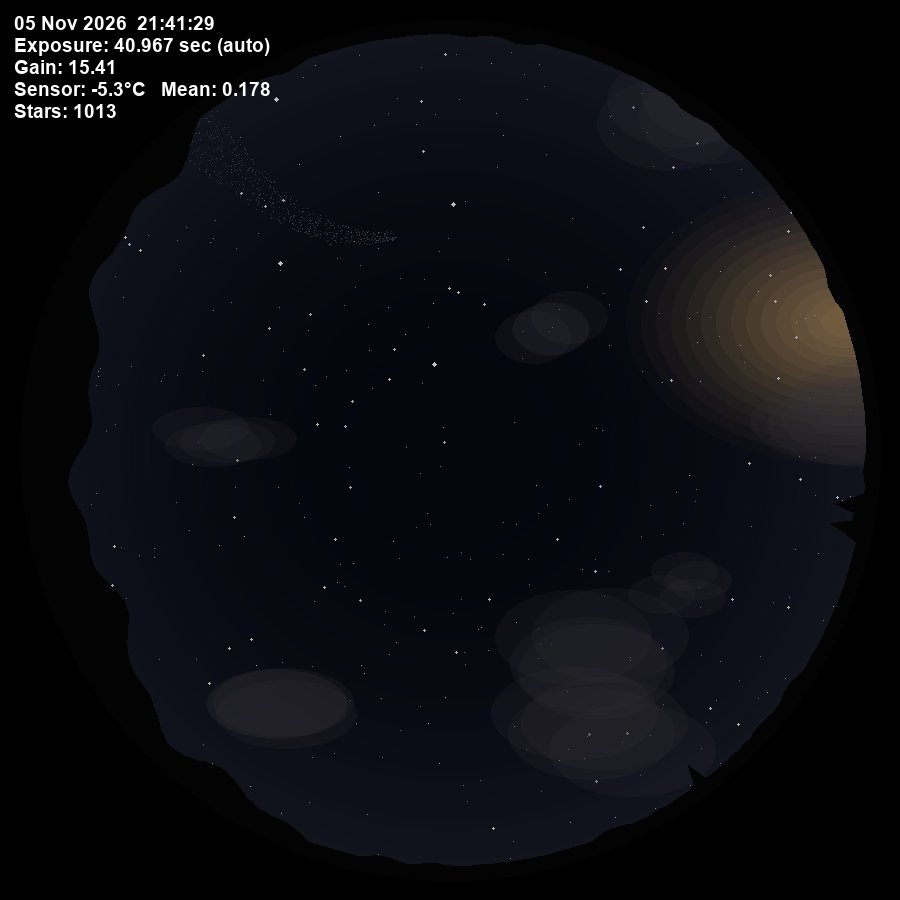 05 Nov 2026  21:41:29
Exposure: 40.967 sec (auto)
Gain: 15.41
Sensor: -5.3°C   Mean: 0.178
Stars: 1013